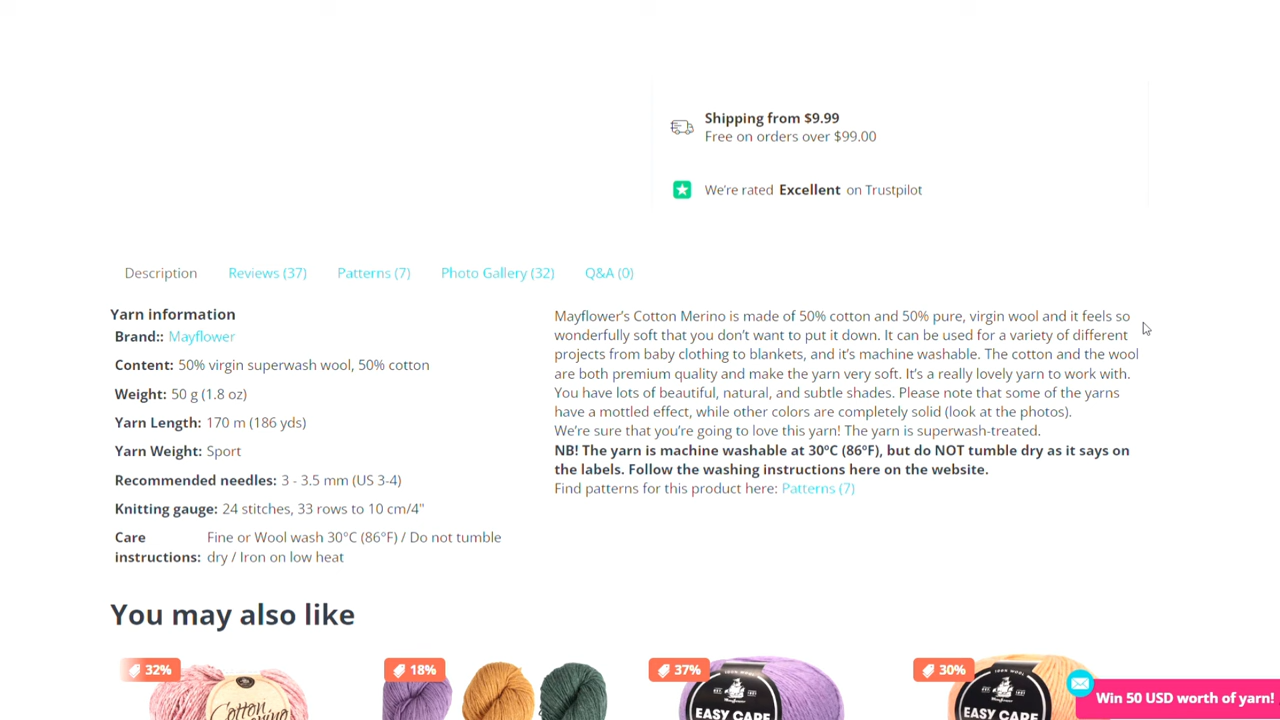 Shipping from $9.99
Free on orders over $99.00
We're rated Excellent on Trustpilot
Description Reviews (37) Patterns (7) Photo Gallery (32) Q&A (0)
Yarn information
Brand:: Mayflower
Content: 50% virgin superwash wool, 50% cotton
Weight: 50 g (1.8 oz)
Yarn Length: 170 m (186 yds)
Yarn Weight: Sport
Recommended needles: 3 - 3.5 mm (US 3-4)
Knitting gauge: 24 stitches, 33 rows to 10 cm/4"
Care instructions: Fine or Wool wash 30°C (86°F) / Do not tumble
dry / Iron on low heat
Mayflower's Cotton Merino is made of 50% cotton and 50% pure, virgin wool and it feels so
wonderfully soft that you don't want to put it down. It can be used for a variety of different
projects from baby clothing to blankets, and it's machine washable. The cotton and the wool
are both premium quality and make the yarn very soft. It's a really lovely yarn to work with.
You have lots of beautiful, natural, and subtle shades. Please note that some of the yarns
have a mottled effect, while other colors are completely solid (look at the photos).
We're sure that you're going to love this yarn! The yarn is superwash-treated.
NB! The yarn is machine washable at 30ºC (86ºF), but do NOT tumble dry as it says on
the labels. Follow the washing instructions here on the website.
Find patterns for this product here: Patterns (7)
You may also like
32%
18%
37%
30%
Cotton
EASY CARE
EASY CARE
Win 50 USD worth of yarn!